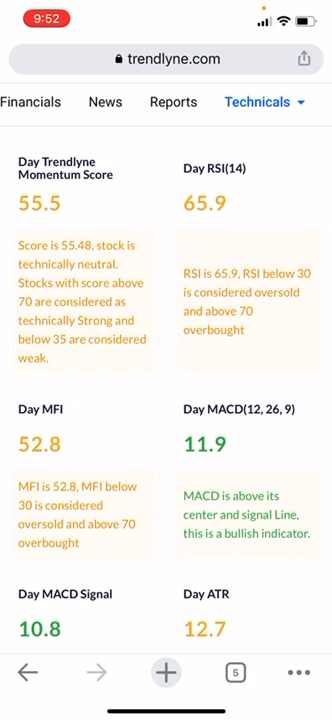 9:52
trendlyne.com
Financials News Reports Technicals
Day Trendlyne
Momentum Score
55.5
Score is 55.48, stock is
technically neutral.
Stocks with score above
70 are considered as
technically Strong and
below 35 are considered
weak.
Day RSI(14)
65.9
RSI is 65.9, RSI below 30
is considered oversold
and above 70
overbought
Day MFI
52.8
MFI is 52.8, MFI below
30 is considered
oversold and above 70
overbought
Day MACD(12, 26, 9)
11.9
MACD is above its
center and signal Line,
this is a bullish indicator.
Day MACD Signal
10.8
Day ATR
12.7
5